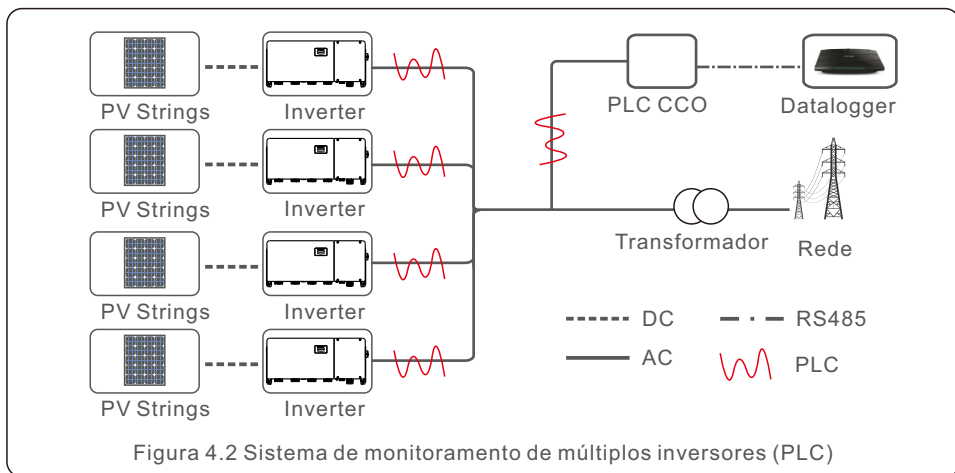 PV Strings
Inverter
PLC CCO
Datalogger
PV Strings
Inverter
Transformador
Rede
PV Strings
Inverter
DC
RS485
AC
PLC
PV Strings
Inverter
Figura 4.2 Sistema de monitoramento de múltiplos inversores (PLC)